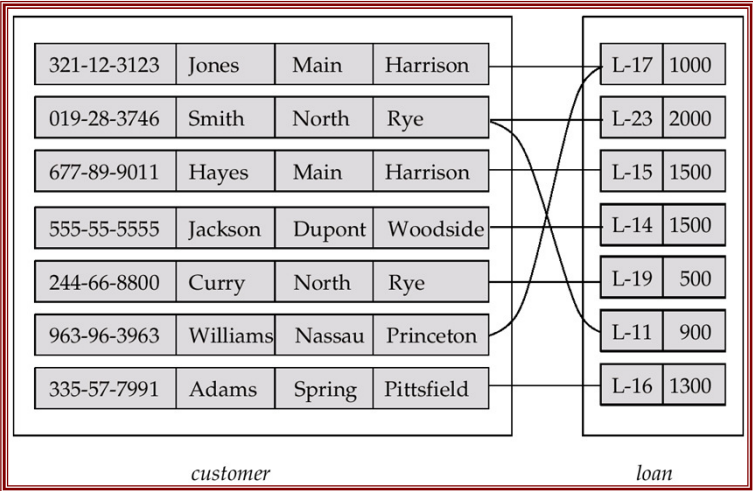 321-12-3123 Jones Main Harrison L-17 1000
019-28-3746 Smith North Rye L-23 2000
677-89-9011 Hayes Main Harrison L-15 1500
555-55-5555 Jackson Dupont Woodside L-14 1500
244-66-8800 Curry North Rye L-19 500
963-96-3963 Williams Nassau Princeton L-11 900
335-57-7991 Adams Spring Pittsfield L-16 1300
customer loan